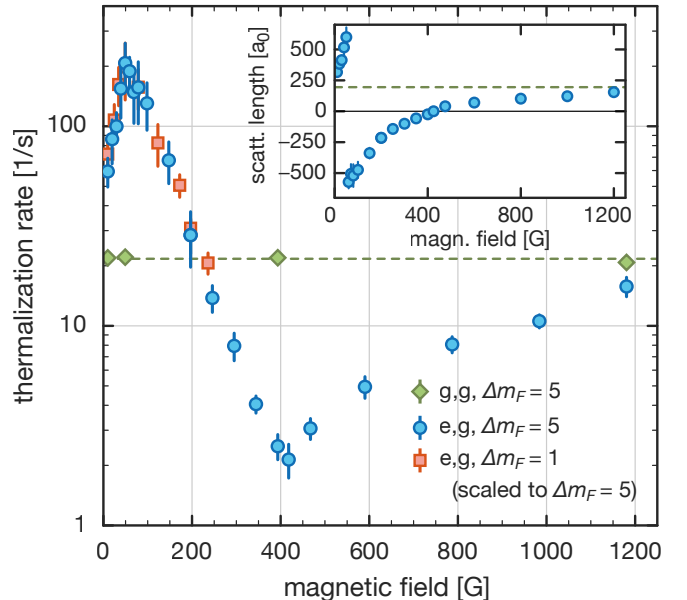 scatt. length [a0]
500
250
0
−250
−500
0
400
800
1200
magn. field [G]
thermalization rate [1/s]
100
10
1
g,g, ΔmF = 5
e,g, ΔmF = 5
e,g, ΔmF = 1
(scaled to ΔmF = 5)
0
200
400
600
800
1000
1200
magnetic field [G]